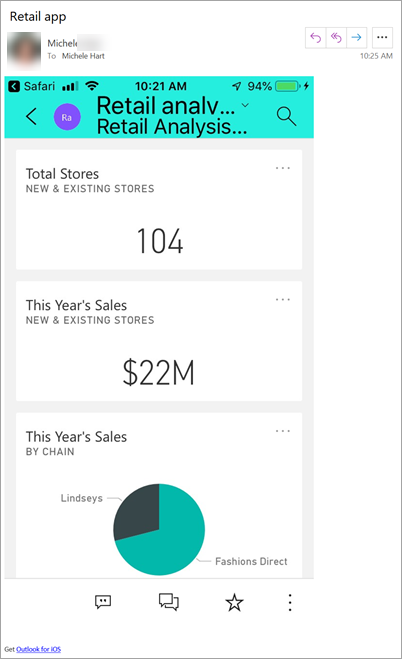 Retail app
Michele
To Michele Hart
10:25 AM
Safari 10:21 AM 94%
Ra
Retail analy...
Retail Analysis...
Total Stores
NEW & EXISTING STORES
104
This Year's Sales
NEW & EXISTING STORES
$22M
This Year's Sales
BY CHAIN
Lindseys
Fashions Direct
Get Outlook for iOS